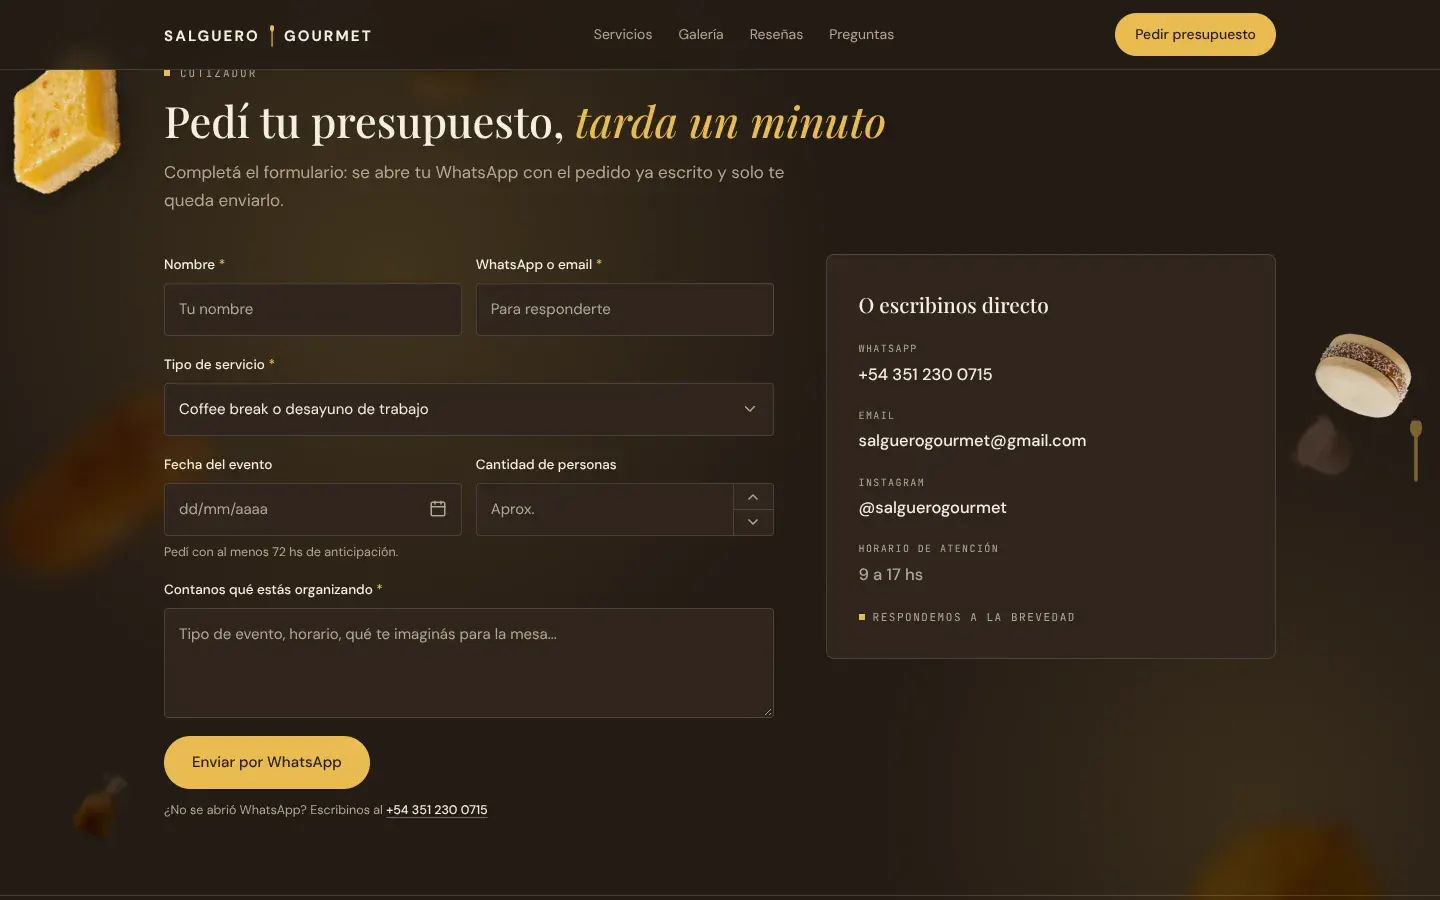 SALGUERO GOURMET
Servicios
Galería
Reseñas
Preguntas
Pedir presupuesto
COTIZADOR
Pedí tu presupuesto, tarda un minuto
Completá el formulario: se abre tu WhatsApp con el pedido ya escrito y solo te
queda enviarlo.
Nombre *
WhatsApp o email *
Tu nombre
Para responderte
Tipo de servicio *
Coffee break o desayuno de trabajo
Fecha del evento
Cantidad de personas
dd/mm/aaaa
Aprox.
Pedí con al menos 72 hs de anticipación.
Contanos qué estás organizando *
Tipo de evento, horario, qué te imaginás para la mesa...
Enviar por WhatsApp
¿No se abrió WhatsApp? Escribinos al +54 351 230 0715
O escribinos directo
WHATSAPP
+54 351 230 0715
EMAIL
salguerogourmet@gmail.com
INSTAGRAM
@salguerogourmet
HORARIO DE ATENCIÓN
9 a 17 hs
RESPONDEMOS A LA BREVEDAD